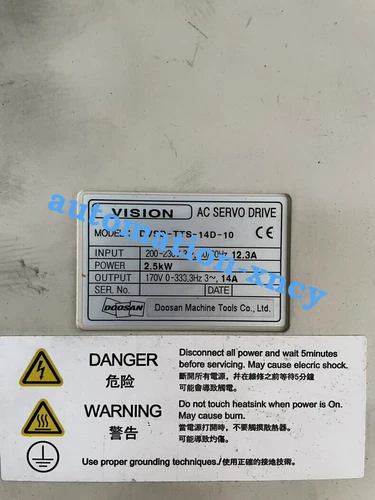 VISION AC SERVO DRIVE
MODEL: DVSD-TTS-14D-10 CE
INPUT 200-230V 50/60Hz, 12.3A
POWER 2.5kW
OUTPUT 170V 0-333.3Hz 3~, 14A
SER. No. DATE
DOOSAN Doosan Machine Tools Co., Ltd.
automation-xncy
DANGER
危险
Disconnect all power and wait 5minutes
before servicing. May cause elecric shock.
斷開所有電源，并在維修之前等待5分鐘
可能會導致觸電。
WARNING
警告
Do not touch heatsink when power is On.
May cause burn.
當電源打開時，不要觸摸散熱器。
可能導致灼傷。
Use proper grounding techniques./使用正確的接地技術。